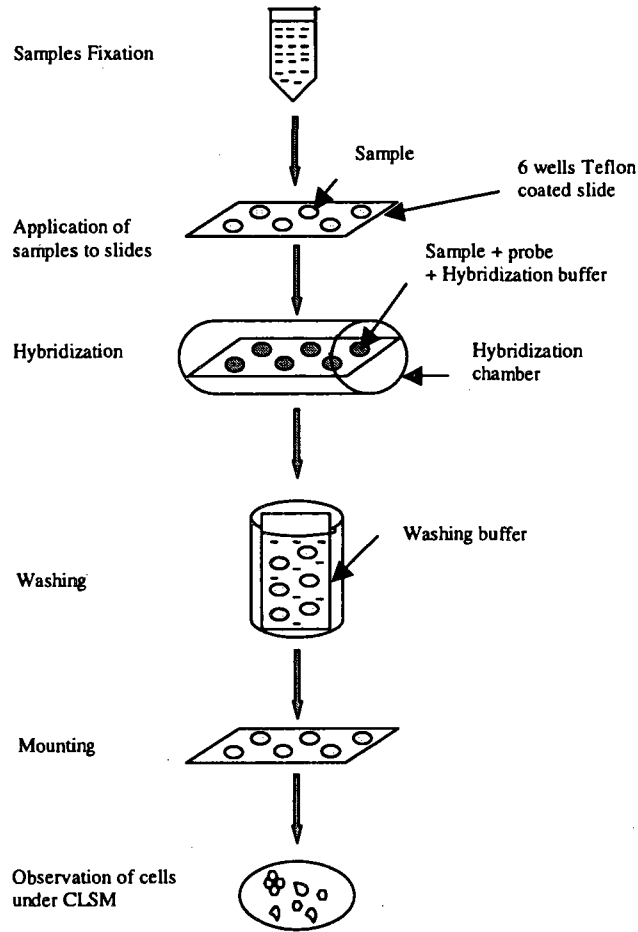 Samples Fixation
Sample
6 wells Teflon
coated slide
Application of
samples to slides
Sample + probe
+ Hybridization buffer
Hybridization
Hybridization
chamber
Washing buffer
Washing
Mounting
Observation of cells
under CLSM